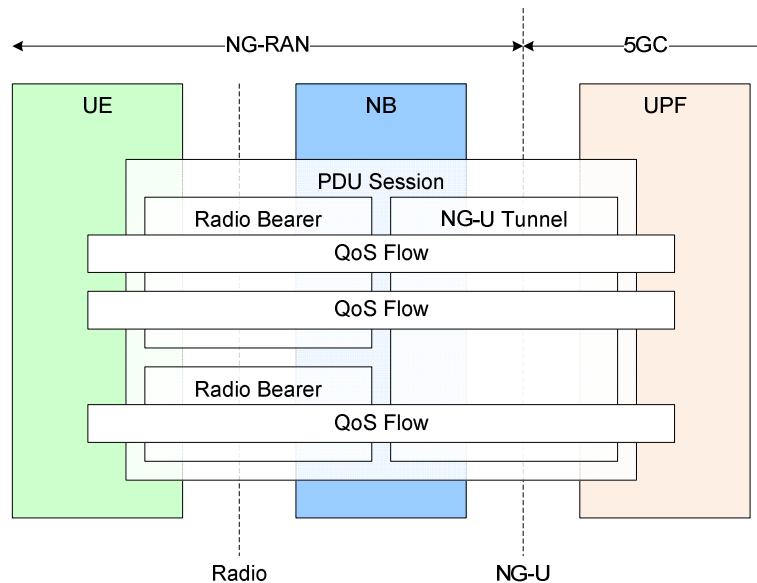 NG-RAN
5GC
UE
NB
UPF
PDU Session
Radio Bearer
NG-U Tunnel
QoS Flow
QoS Flow
Radio Bearer
QoS Flow
Radio
NG-U